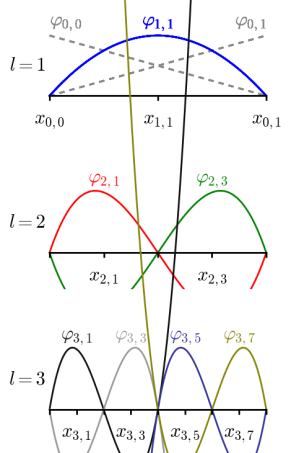 φ₀,₀ φ₁,₁ φ₀,₁
l = 1
x₀,₀ x₁,₁ x₀,₁
φ₂,₁ φ₂,₃
l = 2
x₂,₁ x₂,₃
φ₃,₁ φ₃,₃ φ₃,₅ φ₃,₇
l = 3
x₃,₁ x₃,₃ x₃,₅ x₃,₇